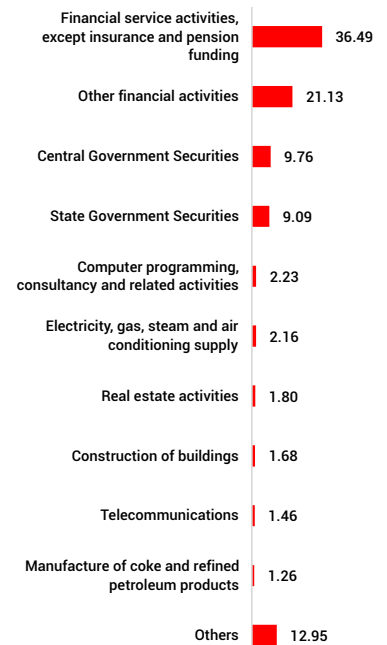 Financial service activities,
except insurance and pension
funding
36.49
Other financial activities
21.13
Central Government Securities
9.76
State Government Securities
9.09
Computer programming,
consultancy and related activities
2.23
Electricity, gas, steam and air
conditioning supply
2.16
Real estate activities
1.80
Construction of buildings
1.68
Telecommunications
1.46
Manufacture of coke and refined
petroleum products
1.26
Others
12.95